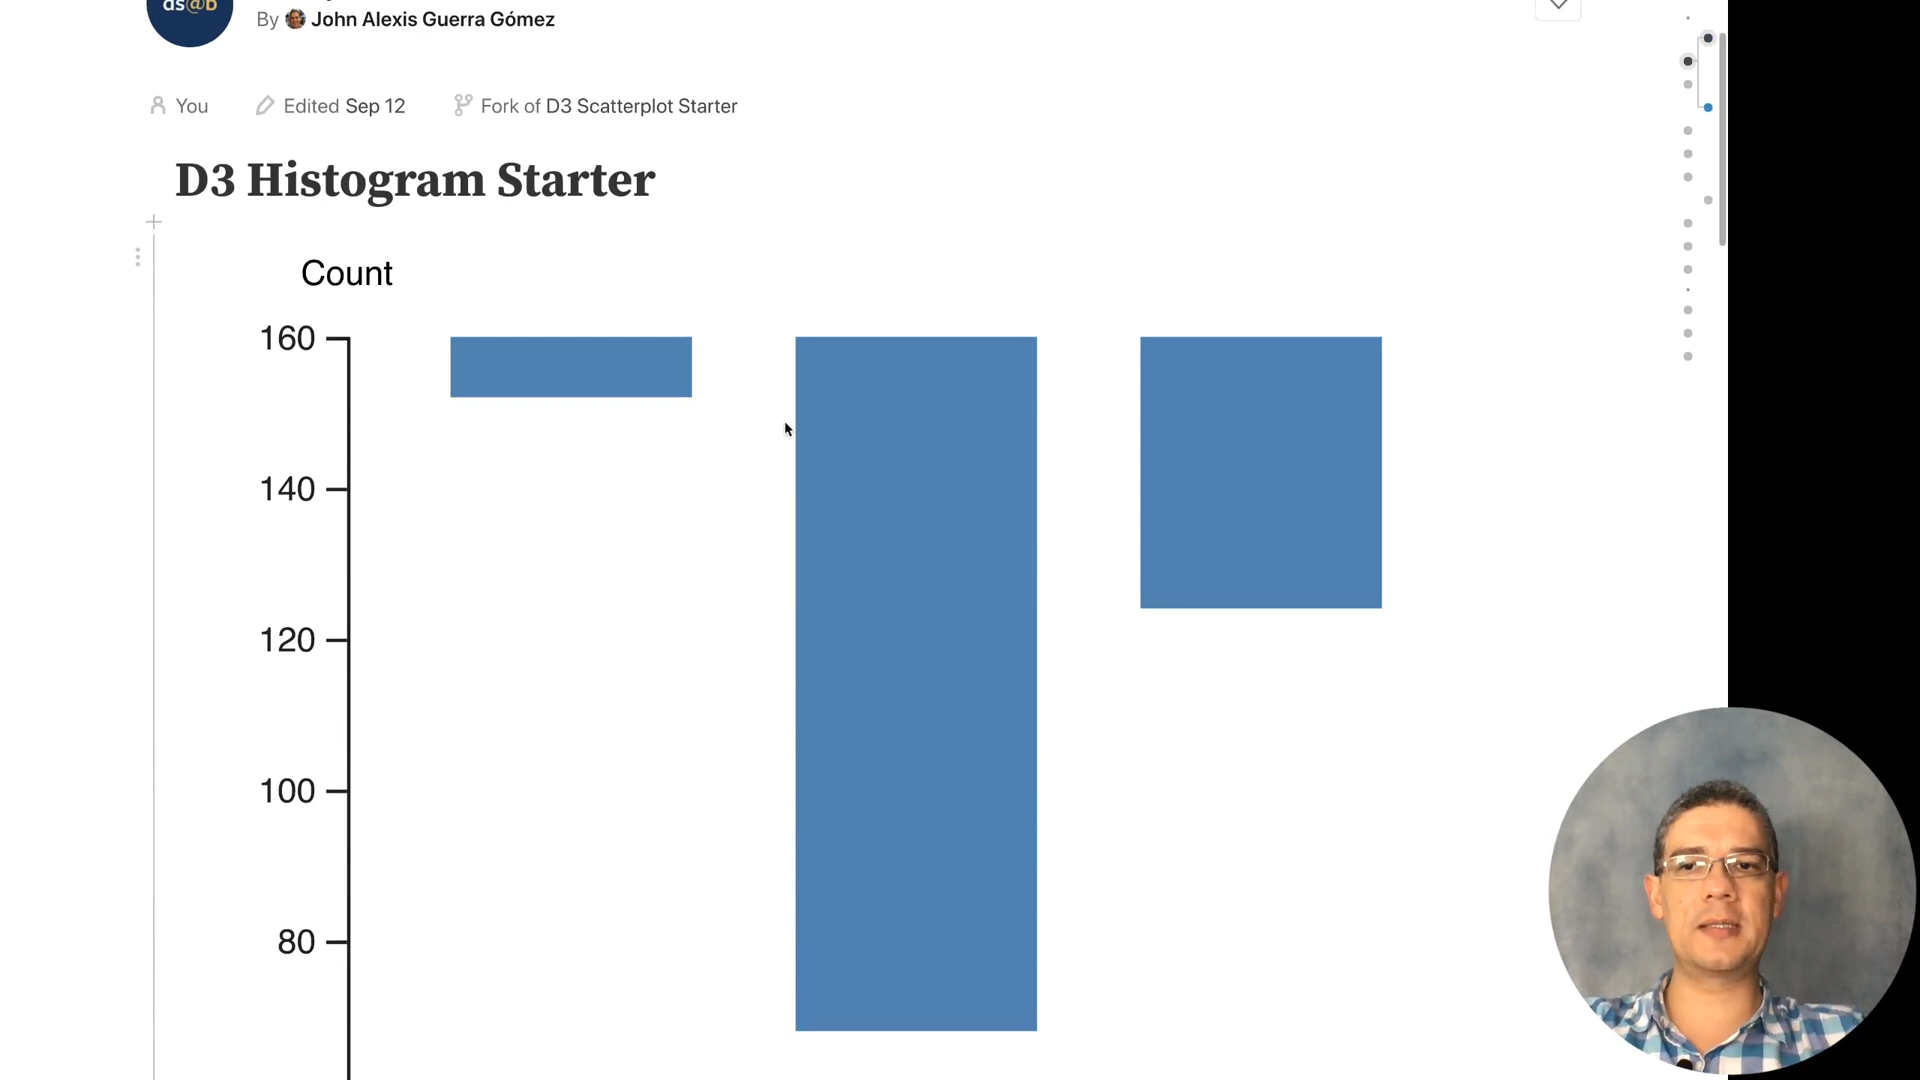 ds@b
By John Alexis Guerra Gómez
You Edited Sep 12 Fork of D3 Scatterplot Starter
D3 Histogram Starter
Count
160
140
120
100
80